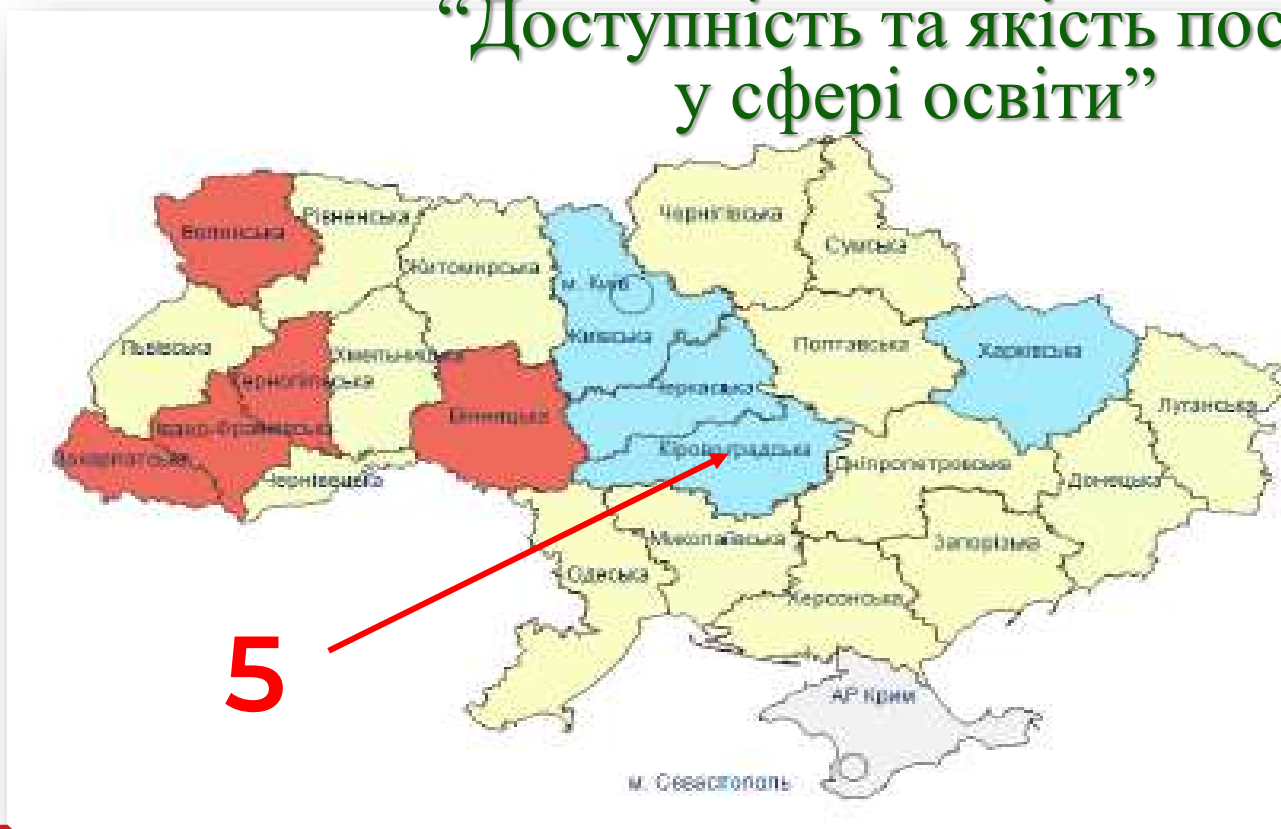 “Доступність та якість пос
у сфері освіти”
Волинська
Рівненська
Житомирська
Чернігівська
Сумська
м. Київ
Київська
Львівська
Тернопільська
Хмельницька
Вінницька
Черкаська
Полтавська
Харківська
Луганська
Івано-Франківська
Закарпатська
Чернівецька
Кіровоградська
Дніпропетровська
Донецька
Миколаївська
Запорізька
Одеська
Херсонська
5
АР Крим
м. Севастополь